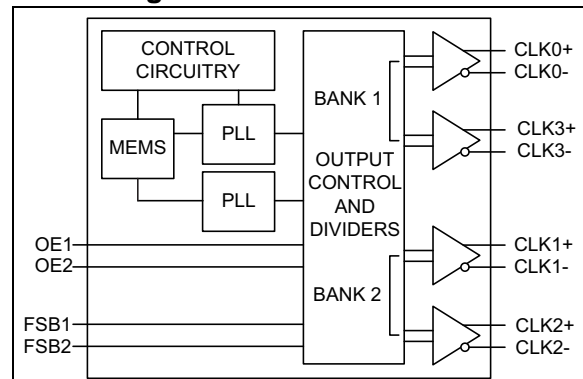 CONTROL
CIRCUITRY
MEMS
PLL
PLL
BANK 1
OUTPUT
CONTROL
AND
DIVIDERS
BANK 2
OE1
OE2
FSB1
FSB2
CLK0+
CLK0-
CLK3+
CLK3-
CLK1+
CLK1-
CLK2+
CLK2-